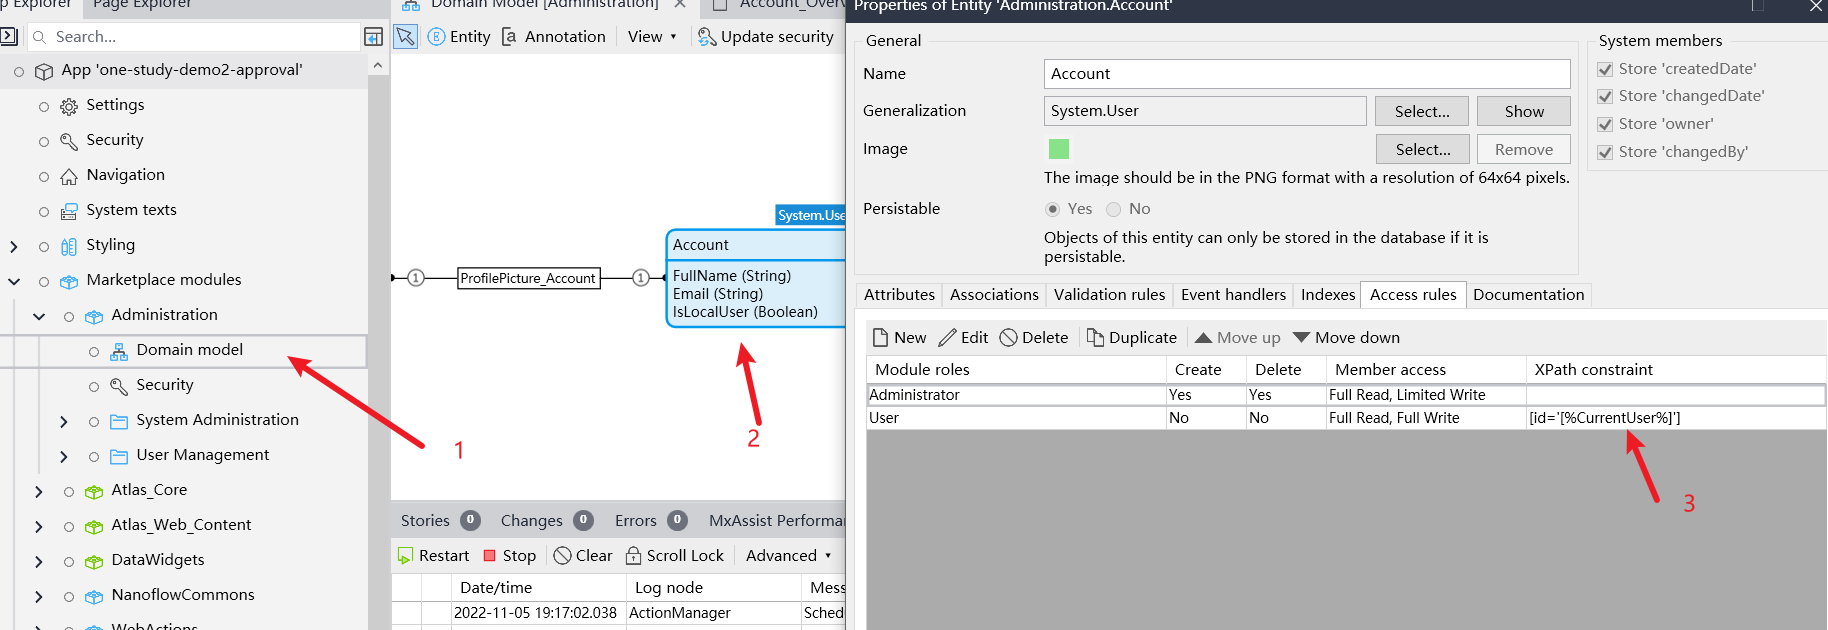 p Explorer
Page Explorer
Search...
App 'one-study-demo2-approval'
Settings
Security
Navigation
System texts
Styling
Marketplace modules
Administration
Domain model
Security
System Administration
User Management
Atlas_Core
Atlas_Web_Content
DataWidgets
NanoflowCommons
WebActions
1
Domain Model [Administration]
Account_Overv
Entity
Annotation
View
Update security
System.Use
Account
FullName (String)
Email (String)
IsLocalUser (Boolean)
1
ProfilePicture_Account
1
2
Stories 0
Changes 0
Errors 0
MxAssist Performa
Restart
Stop
Clear
Scroll Lock
Advanced
Date/time
Log node
Mess
2022-11-05 19:17:02.038
ActionManager
Sched
Properties of Entity 'Administration.Account'
General
Name
Account
Generalization
System.User
Select...
Show
Image
Select...
Remove
The image should be in the PNG format with a resolution of 64x64 pixels.
Persistable
Yes
No
Objects of this entity can only be stored in the database if it is
persistable.
System members
Store 'createdDate'
Store 'changedDate'
Store 'owner'
Store 'changedBy'
Attributes
Associations
Validation rules
Event handlers
Indexes
Access rules
Documentation
New
Edit
Delete
Duplicate
Move up
Move down
Module roles
Create
Delete
Member access
XPath constraint
Administrator
Yes
Yes
Full Read, Limited Write
User
No
No
Full Read, Full Write
[id='[%CurrentUser%]']
3